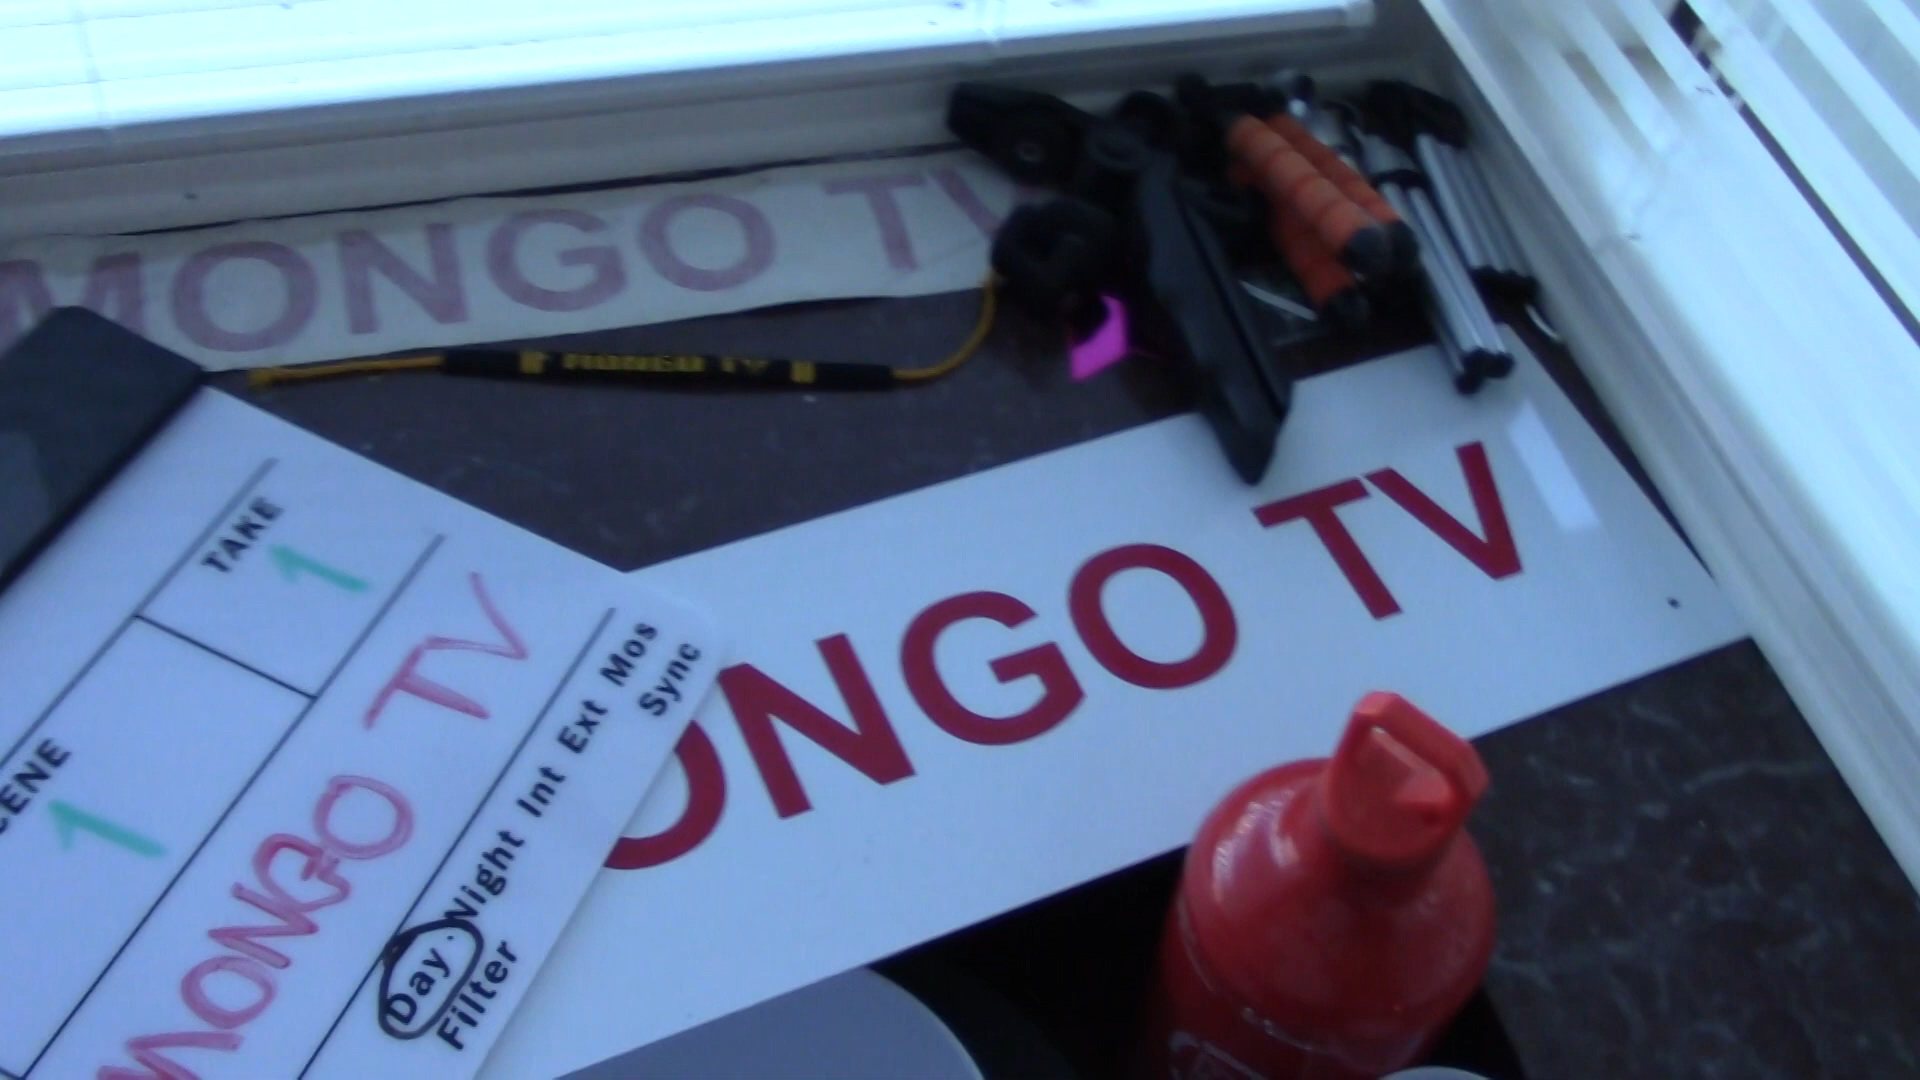 MONGO TV
MONGO TV
TAKE
1
CENE
1
MONGO TV
Day · Night Int Ext Mos
Filter
Sync
ONGO TV